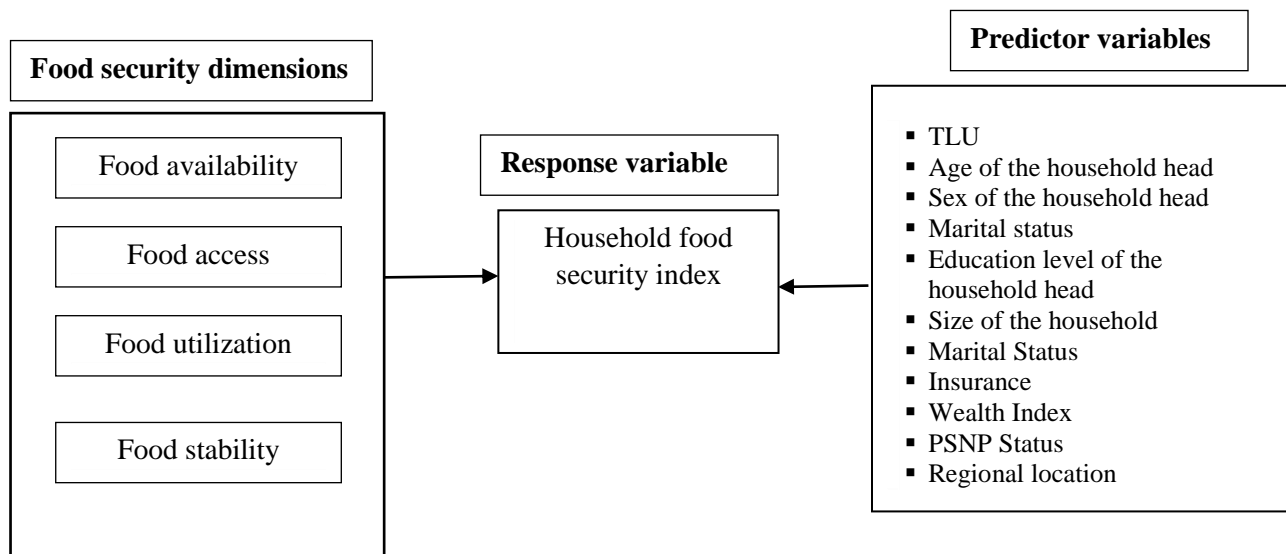 Food security dimensions
Food availability
Food access
Food utilization
Food stability
Response variable
Household food
security index
Predictor variables
▪ TLU
▪ Age of the household head
▪ Sex of the household head
▪ Marital status
▪ Education level of the
household head
▪ Size of the household
▪ Marital Status
▪ Insurance
▪ Wealth Index
▪ PSNP Status
▪ Regional location